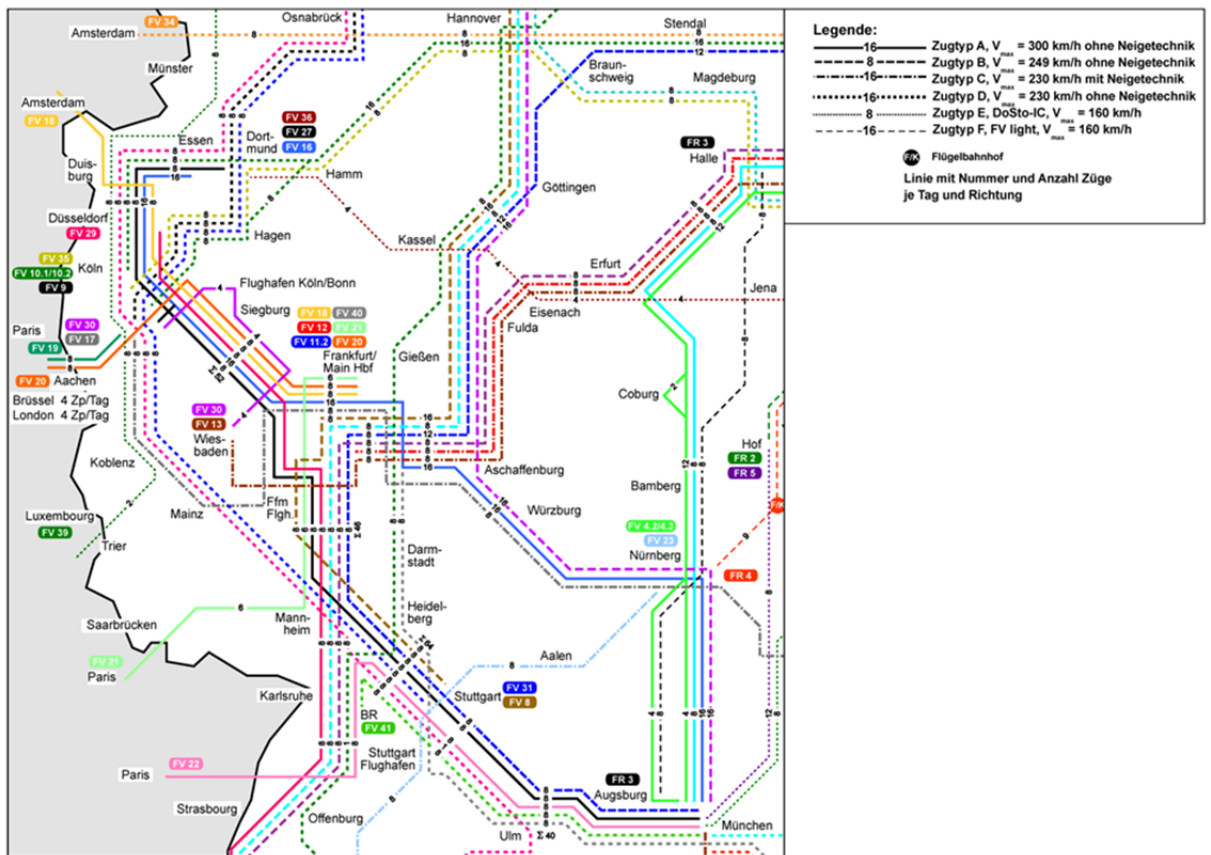 FV 34
Amsterdam
Osnabrück
Hannover
Stendal
Münster
Braun-
schweig
Magdeburg
Amsterdam
FV 18
Essen
Dort-
mund
FV 36
FV 27
FV 16
FR 3
Halle
Duis-
burg
Hamm
Göttingen
Düsseldorf
FV 29
Hagen
Kassel
Erfurt
FV 35
FV 10.1/10.2
Köln
FV 9
Flughafen Köln/Bonn
Siegburg
Jena
Eisenach
Fulda
Paris
FV 30
FV 17
FV 19
FV 18
FV 40
FV 12
FV 21
FV 11.2
FV 20
Frankfurt/
Main Hbf
Gießen
FV 20
Aachen
Brüssel 4 Zp/Tag
London 4 Zp/Tag
Σ 52
Coburg
FV 30
FV 13
Wies-
baden
Hof
FR 2
FR 5
Koblenz
Aschaffenburg
Bamberg
Mainz
Ffm
Flgh.
Würzburg
F/K
Luxembourg
FV 39
Trier
Σ 46
FV 4.2/4.3
FV 23
Nürnberg
Darm-
stadt
FR 4
Heidel-
berg
Saarbrücken
Mann-
heim
Σ 64
Aalen
FV 21
Paris
Karlsruhe
Stuttgart
FV 31
FV 8
BR
FV 41
Paris
FV 22
Stuttgart
Flughafen
FR 3
Augsburg
Strasbourg
Offenburg
Ulm
Σ 40
München
Legende:
16 Zugtyp A, Vmax = 300 km/h ohne Neigetechnik
8 Zugtyp B, Vmax = 249 km/h ohne Neigetechnik
16 Zugtyp C, Vmax = 230 km/h mit Neigetechnik
16 Zugtyp D, Vmax = 230 km/h ohne Neigetechnik
8 Zugtyp E, DoSto-IC, Vmax = 160 km/h
16 Zugtyp F, FV light, Vmax = 160 km/h
F/K Flügelbahnhof
Linie mit Nummer und Anzahl Züge
je Tag und Richtung